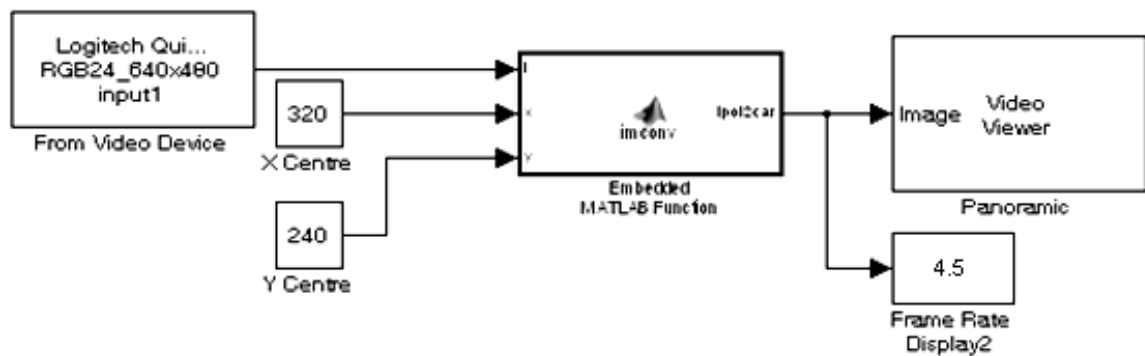 Logitech Qui...
RGB24_640x480
input1
From Video Device
320
X Centre
240
Y Centre
I
X
Y
imconv
Ipol2car
Embedded
MATLAB Function
Image
Video
Viewer
Panoramic
4.5
Frame Rate
Display2